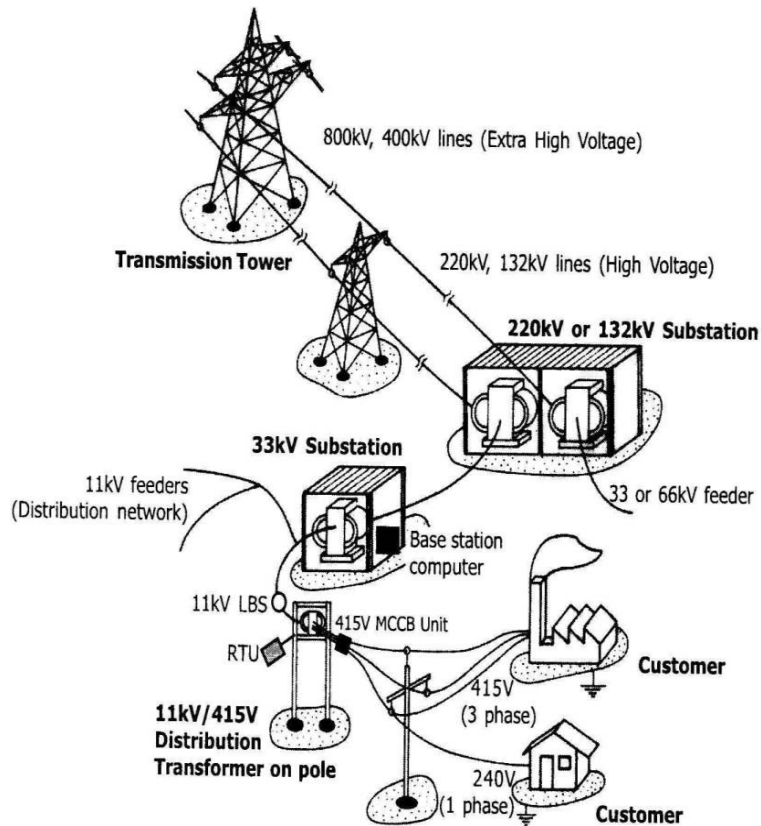 800kV, 400kV lines (Extra High Voltage)
Transmission Tower
220kV, 132kV lines (High Voltage)
220kV or 132kV Substation
33kV Substation
11kV feeders
(Distribution network)
33 or 66kV feeder
Base station
computer
11kV LBS
415V MCCB Unit
RTU
Customer
415V
(3 phase)
11kV/415V
Distribution
Transformer on pole
240V
(1 phase)
Customer